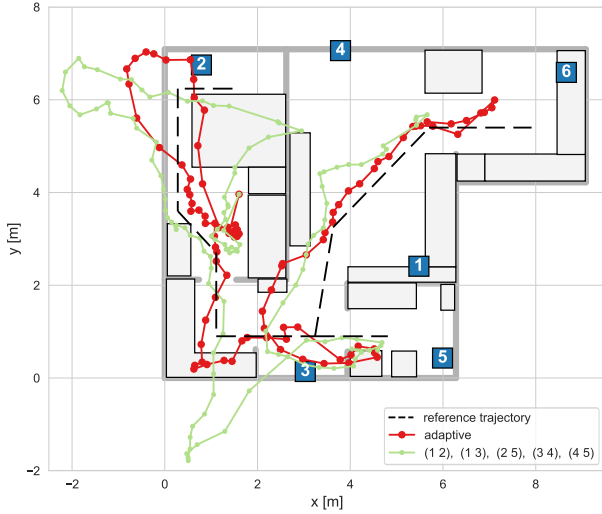 8
6
4
2
0
−2
y [m]
4
2
6
1
5
3
reference trajectory
adaptive
(1 2), (1 3), (2 5), (3 4), (4 5)
−2 0 2 4 6 8
x [m]